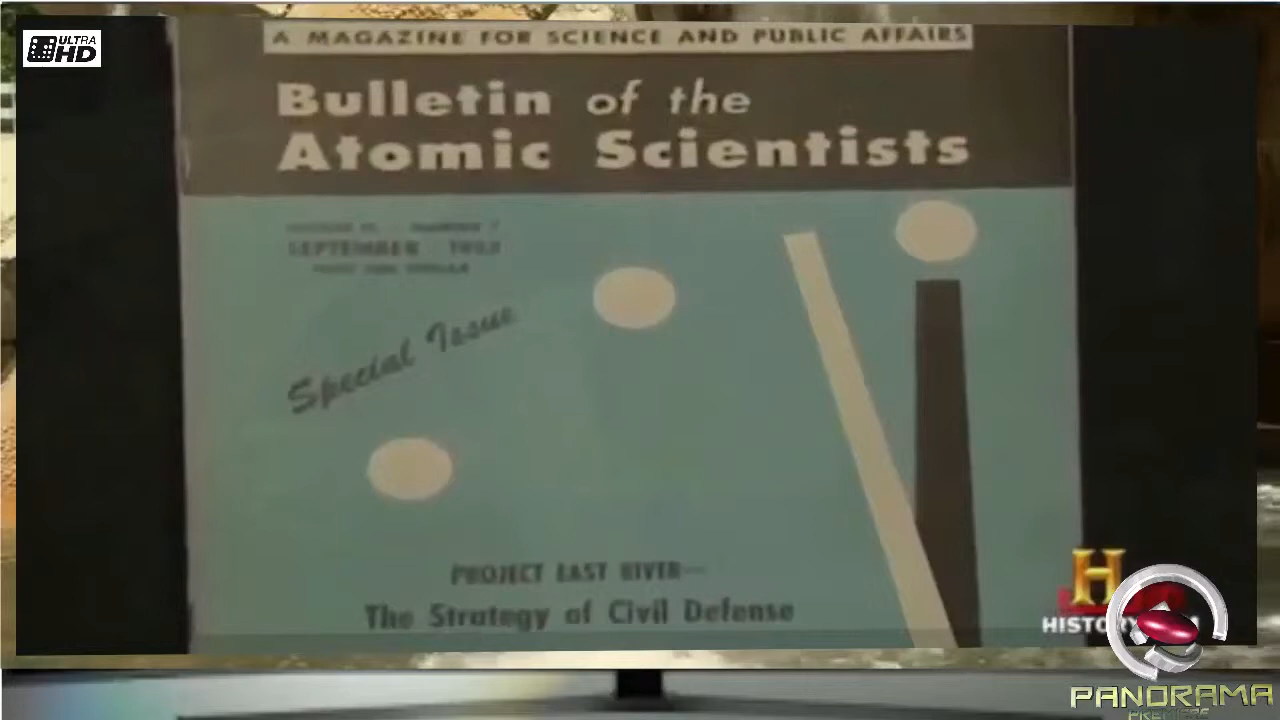 ULTRA
HD
A MAGAZINE FOR SCIENCE AND PUBLIC AFFAIRS
Bulletin of the
Atomic Scientists
SEPTEMBER
Special Issue
PROJECT EAST RIVER—
The Strategy of Civil Defense
H
PANORAMA
PREMIERE